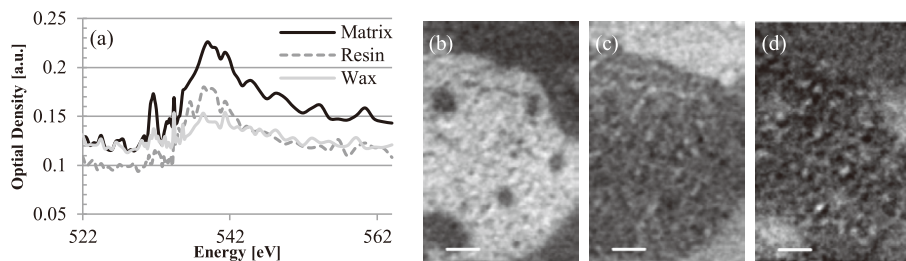 0.25
0.2
0.15
0.1
0.05
Optial Density [a.u.]
(a)
Matrix
Resin
Wax
522
542
562
Energy [eV]
(b)
(c)
(d)